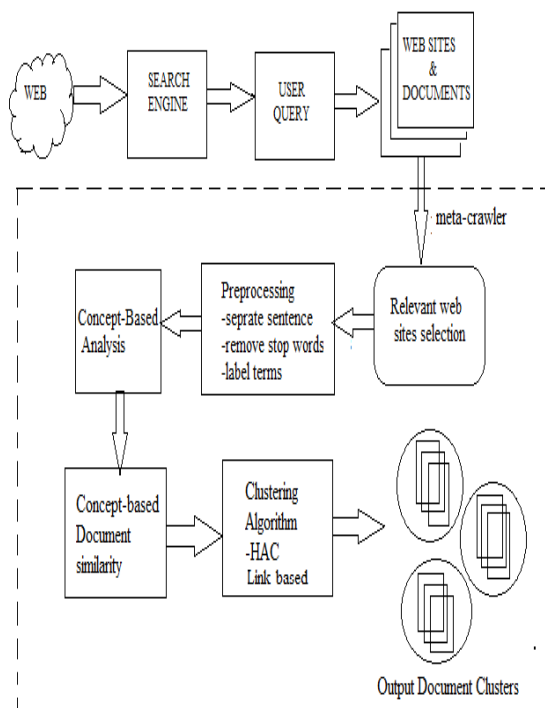 WEB
SEARCH
ENGINE
USER
QUERY
WEB SITES
&
DOCUMENTS
meta-crawler
Relevant web
sites selection
Preprocessing
-seprate sentence
-remove stop words
-label terms
Concept-Based
Analysis
Concept-based
Document
similarity
Clustering
Algorithm
-HAC
Link based
Output Document Clusters